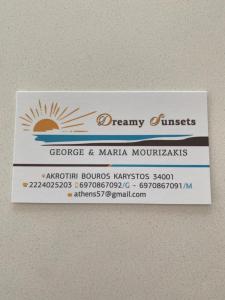 Dreamy Sunsets
GEORGE & MARIA MOURIZAKIS
AKROTIRI BOUROS KARYSTOS 34001
2224025203 6970867092/G - 6970867091/M
athens57@gmail.com